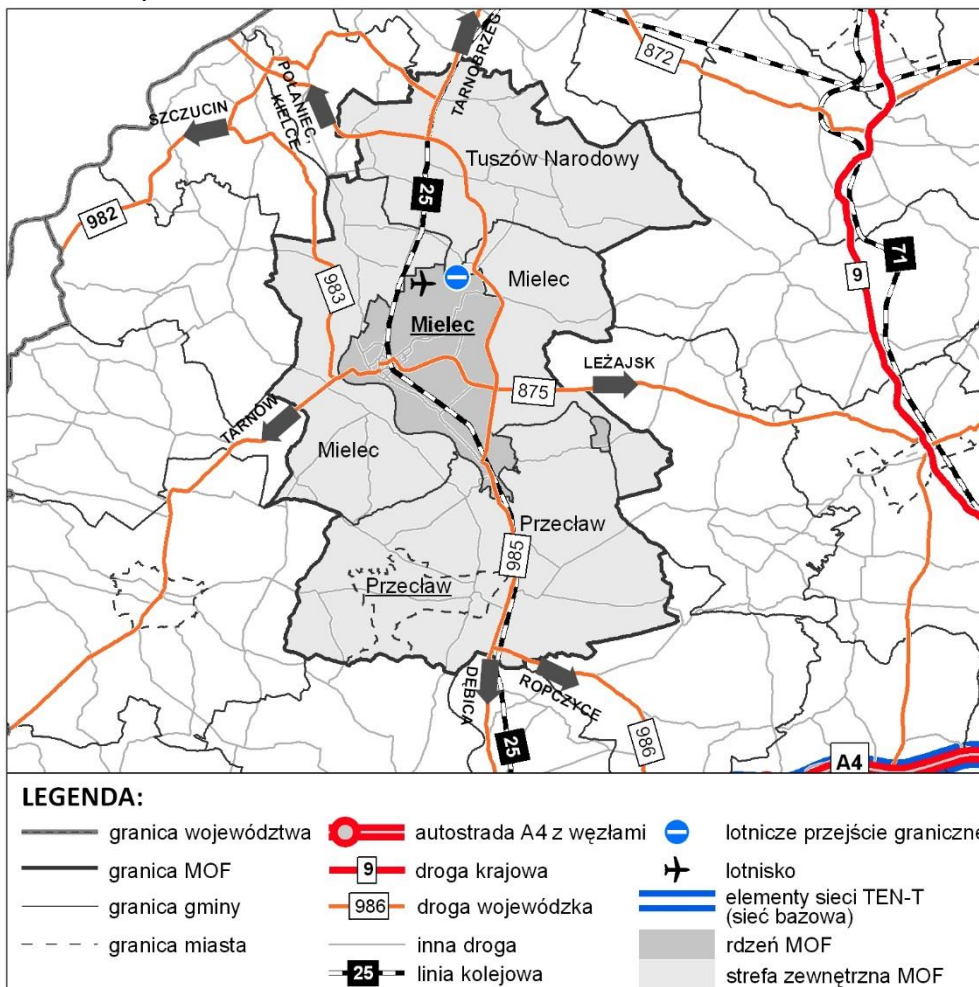 TARNOBRZEG
872
POŁANIEC,
KIELCE
SZCZUCIN
Tuszów Narodowy
25
982
71
9
983
Mielec
Mielec
LEŻAJSK
875
TARNÓW
Mielec
Przecław
985
Przecław
DĘBICA
ROPCZYCE
986
25
A4
LEGENDA:
granica województwa
granica MOF
granica gminy
granica miasta
autostrada A4 z węzłami
9 droga krajowa
986 droga wojewódzka
inna droga
25 linia kolejowa
lotnicze przejście graniczne
lotnisko
elementy sieci TEN-T
(sieć bazowa)
rdzeń MOF
strefa zewnętrzna MOF